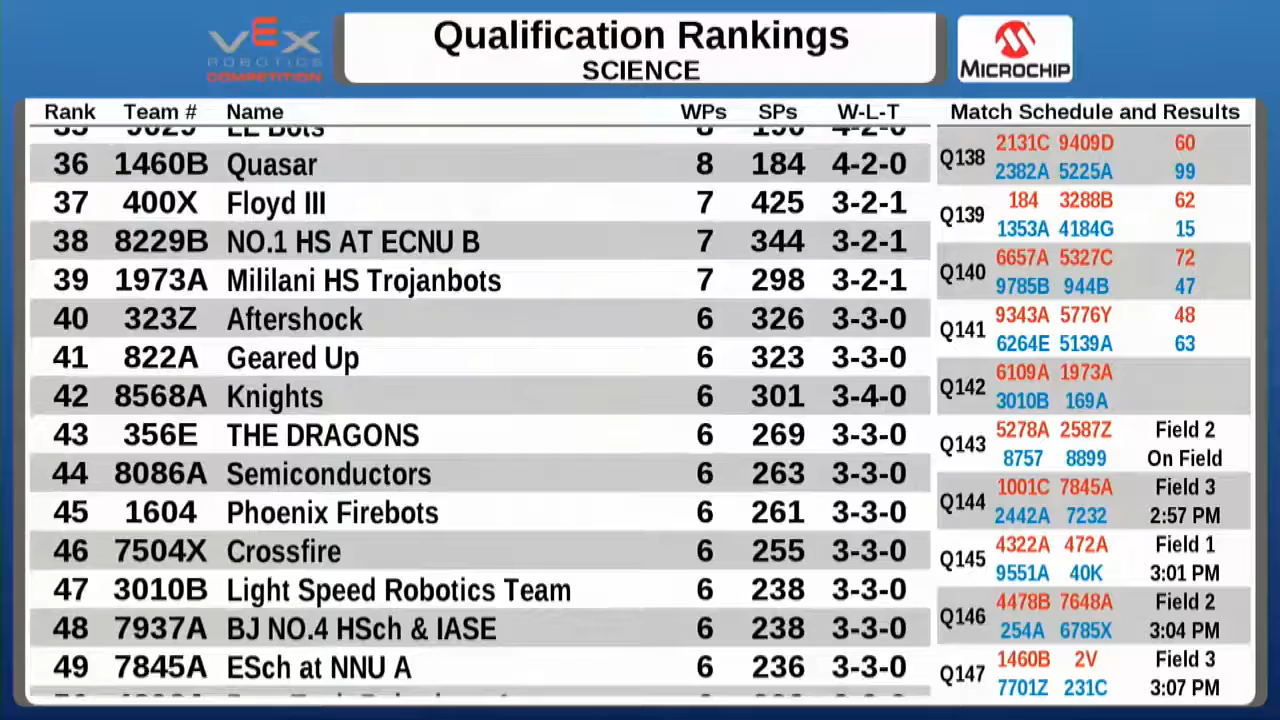 VEX
ROBOTICS
COMPETITION
Qualification Rankings
SCIENCE
MICROCHIP
Rank Team # Name WPs SPs W-L-T
36 1460B Quasar 8 184 4-2-0
37 400X Floyd III 7 425 3-2-1
38 8229B NO.1 HS AT ECNU B 7 344 3-2-1
39 1973A Mililani HS Trojanbots 7 298 3-2-1
40 323Z Aftershock 6 326 3-3-0
41 822A Geared Up 6 323 3-3-0
42 8568A Knights 6 301 3-4-0
43 356E THE DRAGONS 6 269 3-3-0
44 8086A Semiconductors 6 263 3-3-0
45 1604 Phoenix Firebots 6 261 3-3-0
46 7504X Crossfire 6 255 3-3-0
47 3010B Light Speed Robotics Team 6 238 3-3-0
48 7937A BJ NO.4 HSch & IASE 6 238 3-3-0
49 7845A ESch at NNU A 6 236 3-3-0
Match Schedule and Results
Q138 2131C 9409D 60
2382A 5225A 99
Q139 184 3288B 62
1353A 4184G 15
Q140 6657A 5327C 72
9785B 944B 47
Q141 9343A 5776Y 48
6264E 5139A 63
Q142 6109A 1973A
3010B 169A
Q143 5278A 2587Z Field 2
8757 8899 On Field
Q144 1001C 7845A Field 3
2442A 7232 2:57 PM
Q145 4322A 472A Field 1
9551A 40K 3:01 PM
Q146 4478B 7648A Field 2
254A 6785X 3:04 PM
Q147 1460B 2V Field 3
7701Z 231C 3:07 PM